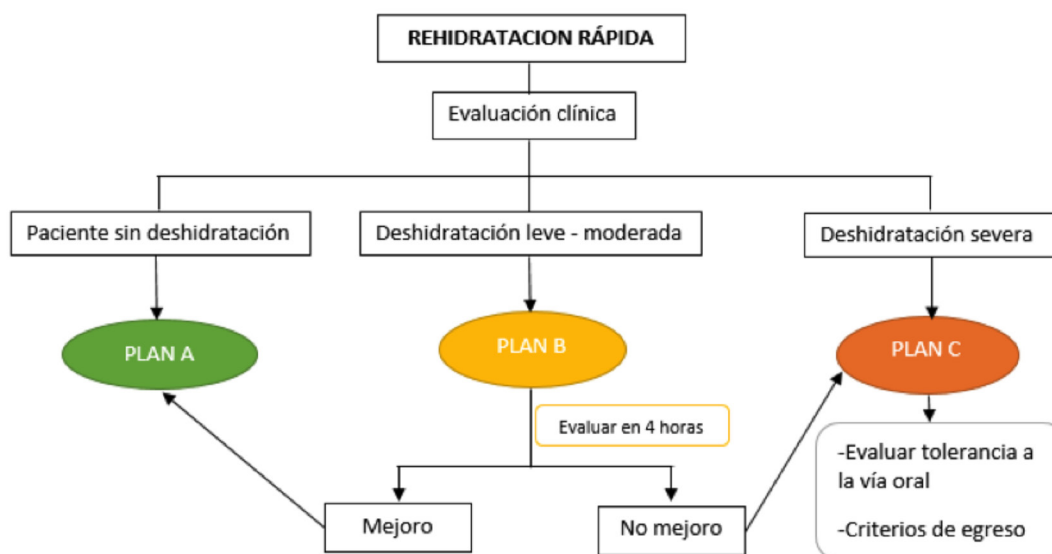 REHIDRATACION RÁPIDA
Evaluación clínica
Paciente sin deshidratación
Deshidratación leve - moderada
Deshidratación severa
PLAN A
PLAN B
PLAN C
Evaluar en 4 horas
-Evaluar tolerancia a
la vía oral
-Criterios de egreso
Mejoro
No mejoro